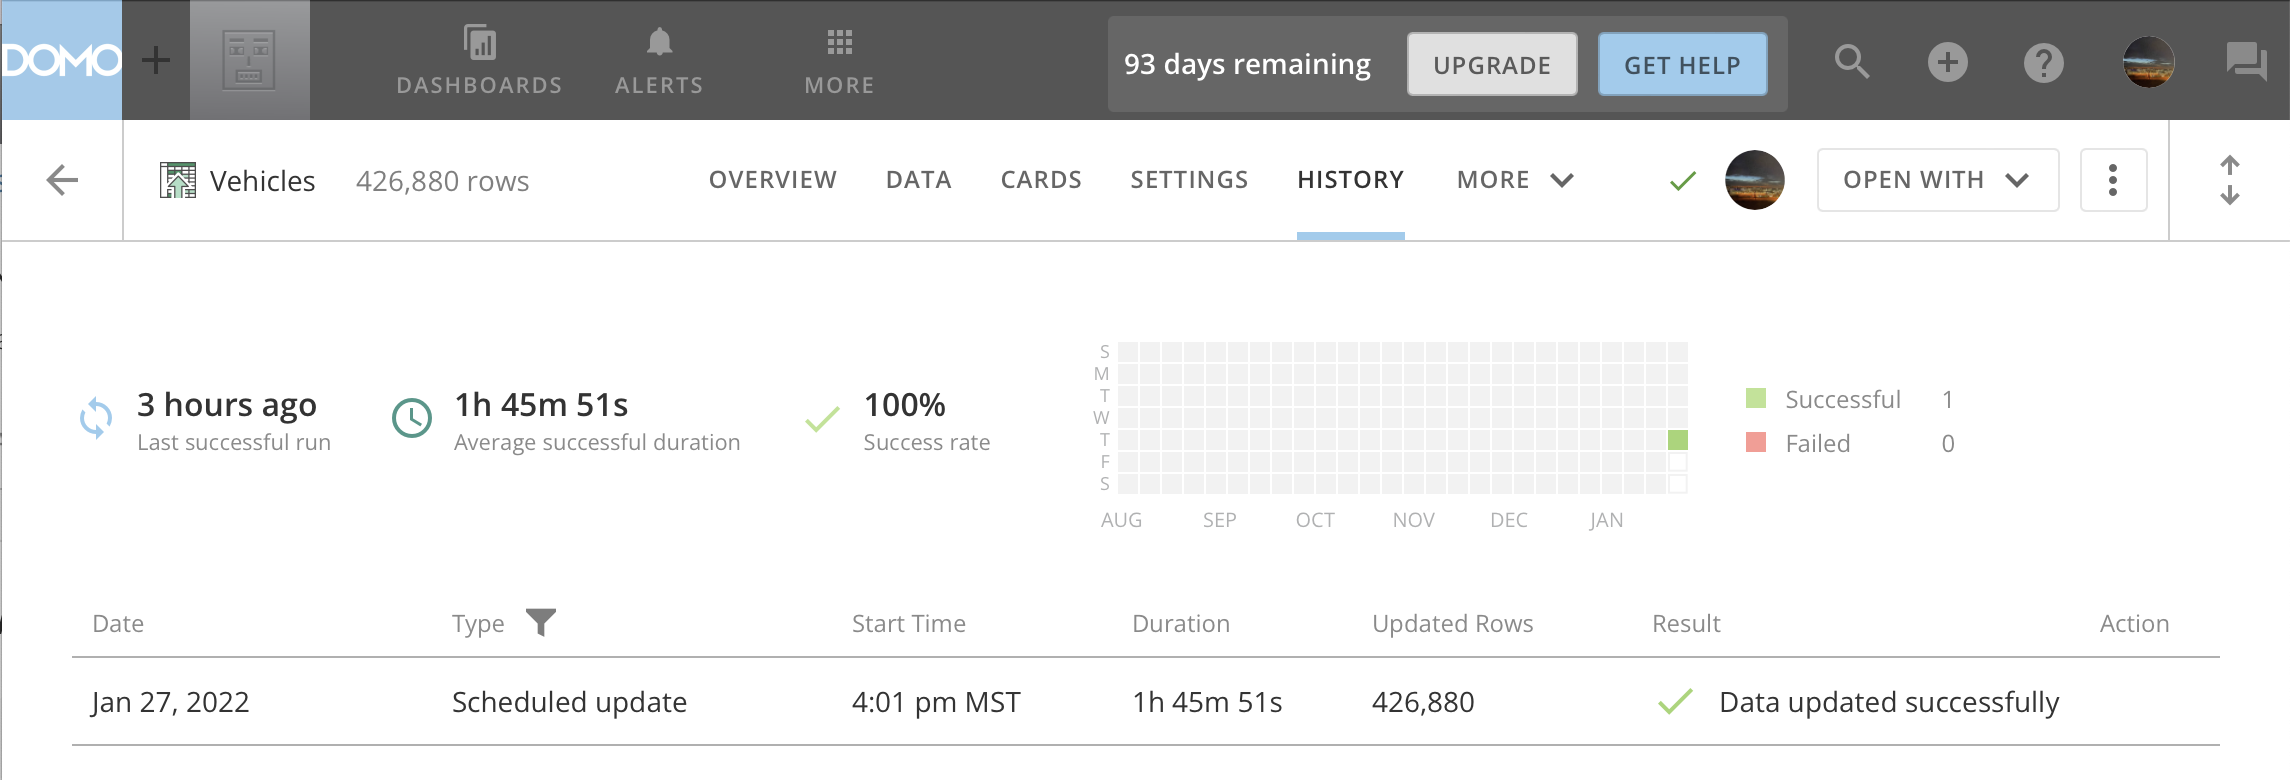 DOMO
DASHBOARDS
ALERTS
MORE
93 days remaining
UPGRADE
GET HELP
Vehicles
426,880 rows
OVERVIEW
DATA
CARDS
SETTINGS
HISTORY
MORE
OPEN WITH
3 hours ago
Last successful run
1h 45m 51s
Average successful duration
100%
Success rate
S
M
T
W
T
F
S
AUG SEP OCT NOV DEC JAN
Successful 1
Failed 0
Date Type Start Time Duration Updated Rows Result Action
Jan 27, 2022 Scheduled update 4:01 pm MST 1h 45m 51s 426,880 Data updated successfully